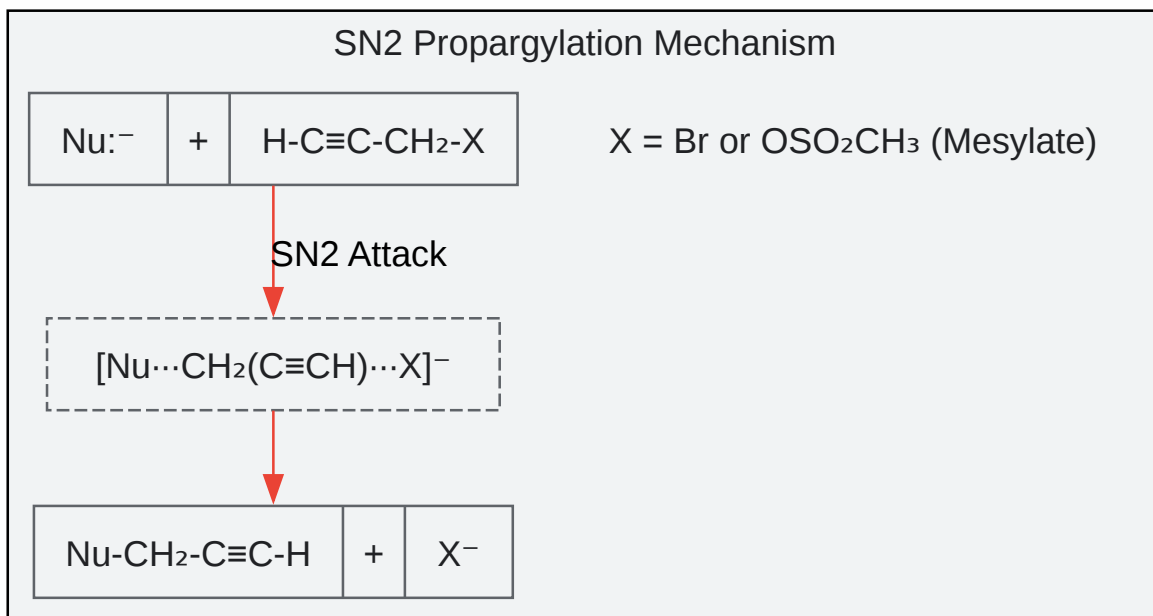 SN2 Propargylation Mechanism
Nu:⁻ + H-C≡C-CH₂-X
X = Br or OSO₂CH₃ (Mesylate)
SN2 Attack
[Nu···CH₂(C≡CH)···X]⁻
Nu-CH₂-C≡C-H + X⁻